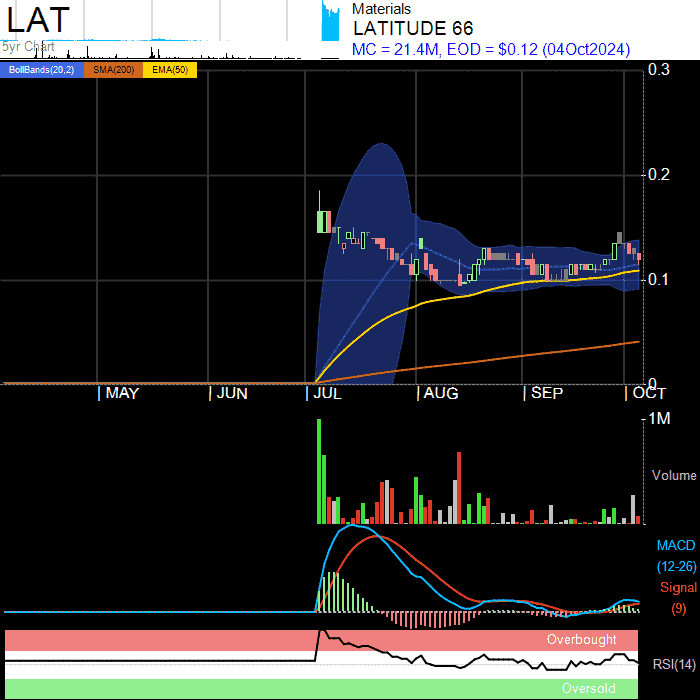 LAT
5yr Chart
Materials
LATITUDE 66
MC = 21.4M, EOD = $0.12 (04Oct2024)
BollBands(20,2) SMA(200) EMA(50)
0.3
0.2
0.1
0
MAY JUN JUL AUG SEP OCT
1M
Volume
MACD
(12-26)
Signal
(9)
Overbought
RSI(14)
Oversold